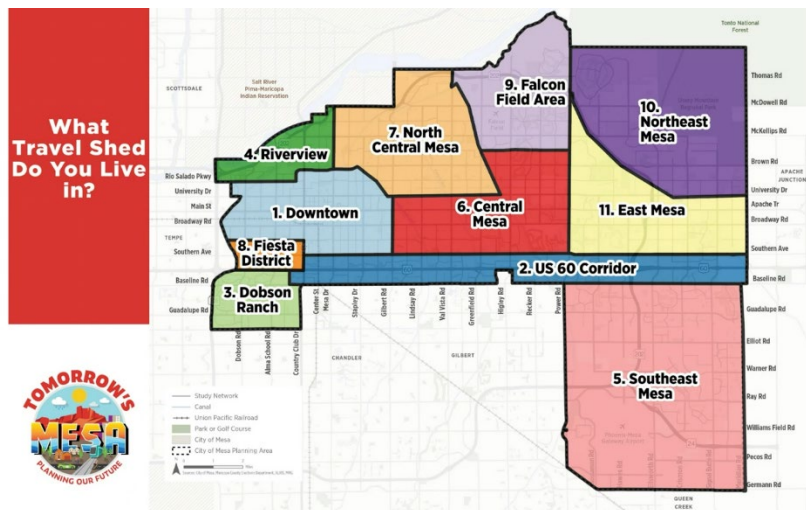 What
Travel Shed
Do You Live
in?
TOMORROW'S
MESA
PLANNING OUR FUTURE
Tonto National
Forest
SCOTTSDALE
Salt River
Pima-Maricopa
Indian Reservation
9. Falcon
Field Area
10.
Northeast
Mesa
7. North
Central Mesa
4. Riverview
1. Downtown
6. Central
Mesa
11. East Mesa
8. Fiesta
District
2. US 60 Corridor
3. Dobson
Ranch
5. Southeast
Mesa
Thomas Rd
McDowell Rd
McKellips Rd
Brown Rd
APACHE
JUNCTION
University Dr
Apache Tr
Broadway Rd
Southern Ave
Baseline Rd
Guadalupe Rd
Elliot Rd
Warner Rd
Ray Rd
Williams Field Rd
Pecos Rd
Germann Rd
QUEEN
CREEK
Rio Salado Pkwy
University Dr
Main St
Broadway Rd
TEMPE
Southern Ave
Baseline Rd
Guadalupe Rd
Dobson Rd
Alma School Rd
Country Club Dr
Center St
Mesa Dr
Stapley Dr
Gilbert Rd
Lindsay Rd
Val Vista Rd
Greenfield Rd
Higley Rd
Recker Rd
Power Rd
CHANDLER
GILBERT
Study Network
Canal
Union Pacific Railroad
Park or Golf Course
City of Mesa
City of Mesa Planning Area